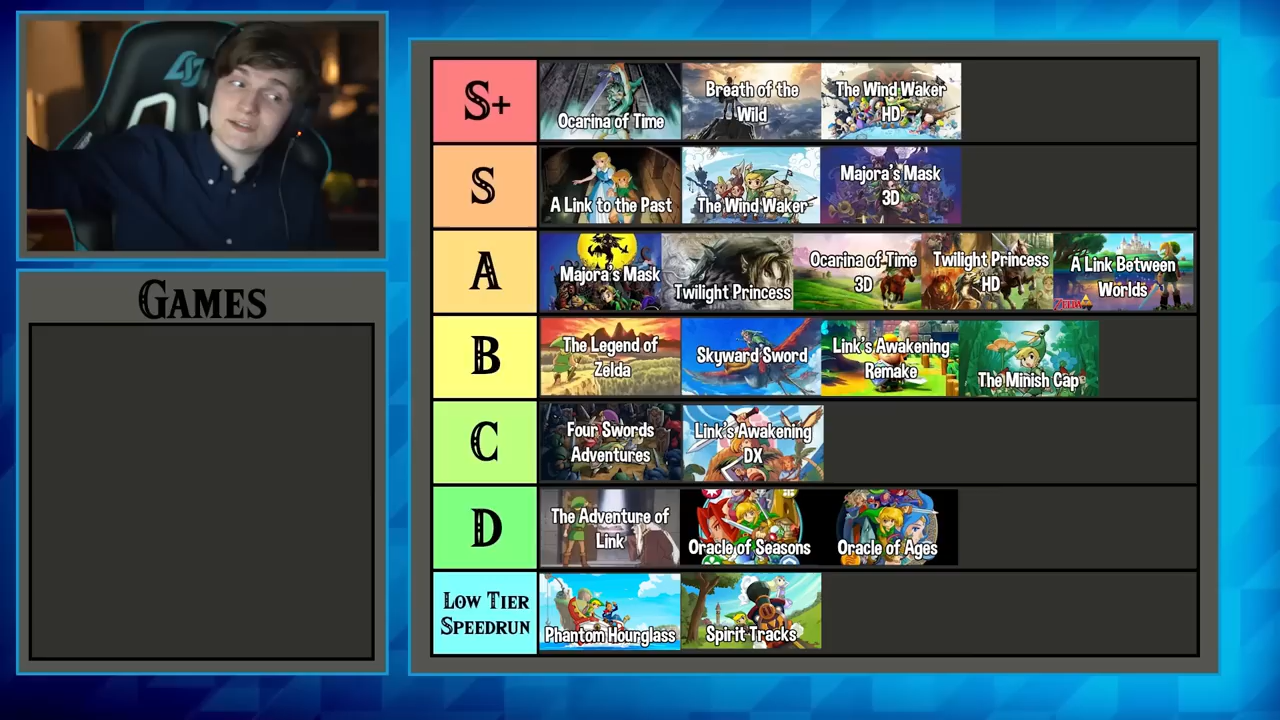 GAMES
S+
Ocarina of Time
Breath of the
Wild
The Wind Waker
HD
S
A Link to the Past
The Wind Waker
Majora's Mask
3D
A
Majora's Mask
Twilight Princess
Ocarina of Time
3D
Twilight Princess
HD
A Link Between
Worlds
B
The Legend of
Zelda
Skyward Sword
Link's Awakening
Remake
The Minish Cap
C
Four Swords
Adventures
Link's Awakening
DX
D
The Adventure of
Link
Oracle of Seasons
Oracle of Ages
LOW TIER
SPEEDRUN
Phantom Hourglass
Spirit Tracks